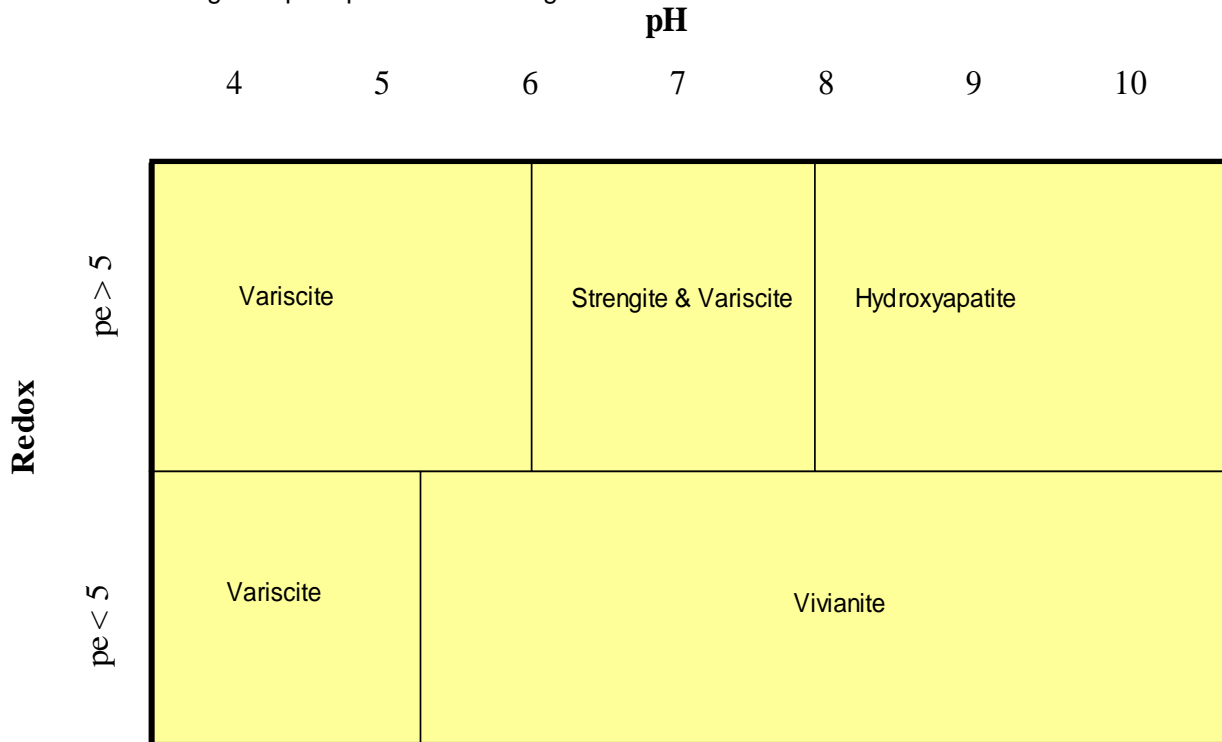 pH
4 5 6 7 8 9 10
Redox
pe > 5
Variscite Strengite & Variscite Hydroxyapatite
pe < 5
Variscite Vivianite